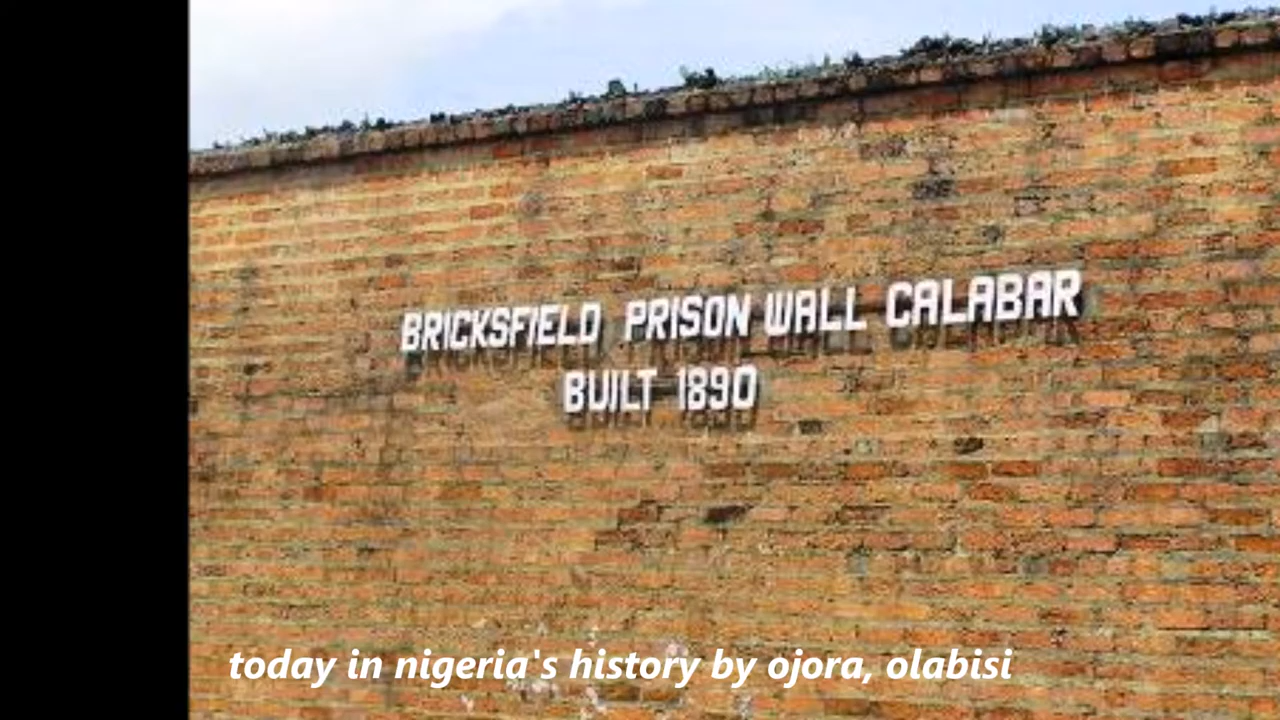 BRICKSFIELD PRISON WALL CALABAR
BUILT 1890
today in nigeria's history by ojora, olabisi